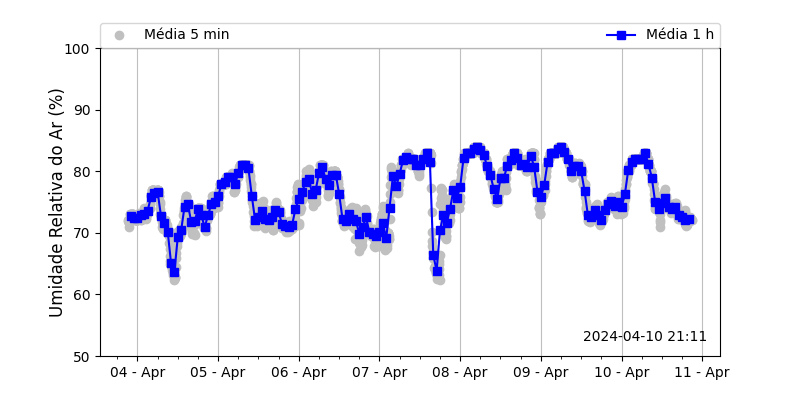 Média 5 min
Média 1 h
Umidade Relativa do Ar (%)
100
90
80
70
60
50
2024-04-10 21:11
04 - Apr
05 - Apr
06 - Apr
07 - Apr
08 - Apr
09 - Apr
10 - Apr
11 - Apr